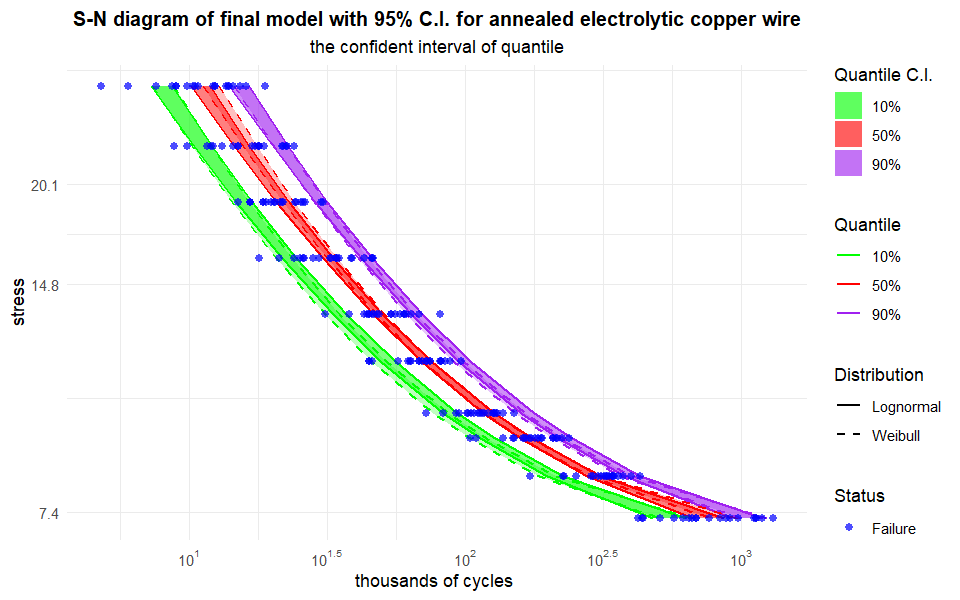 S-N diagram of final model with 95% C.I. for annealed electrolytic copper wire
the confident interval of quantile
stress
20.1
14.8
7.4
10^1
10^1.5
10^2
10^2.5
10^3
thousands of cycles
Quantile C.I.
10%
50%
90%
Quantile
10%
50%
90%
Distribution
Lognormal
Weibull
Status
Failure